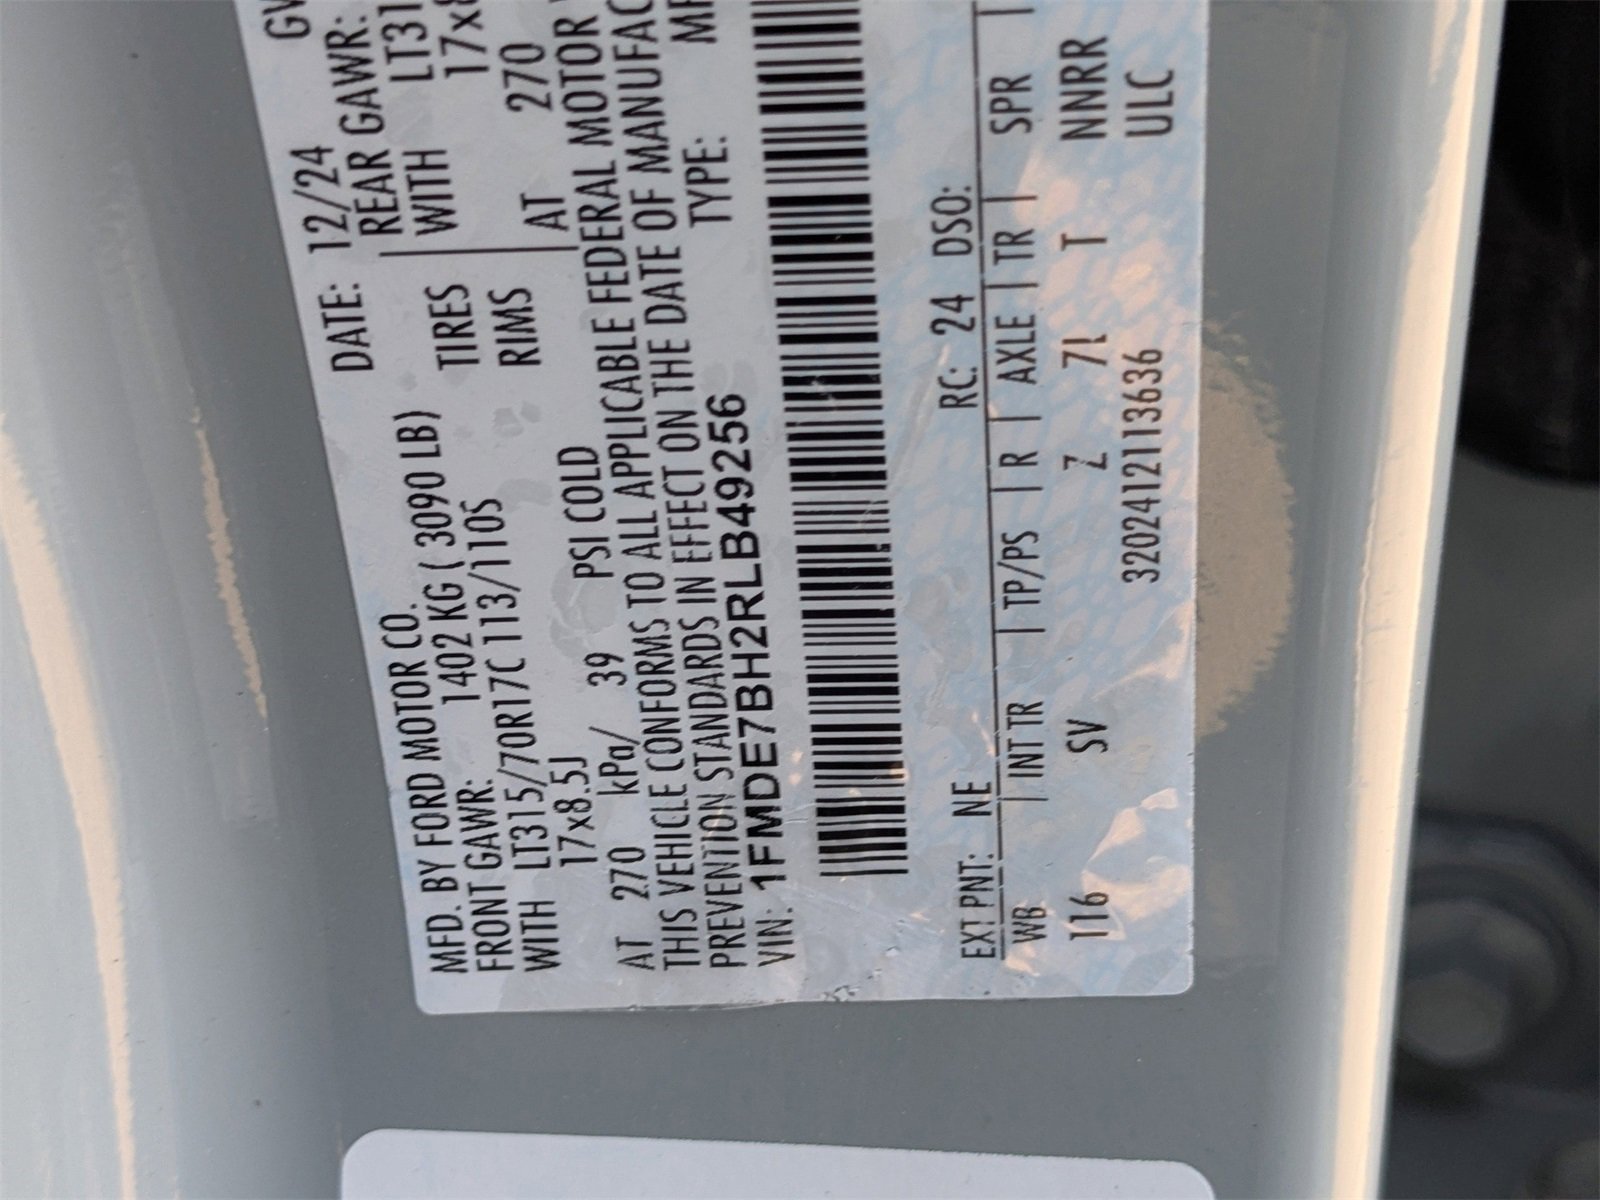 MFD. BY FORD MOTOR CO.
DATE: 12/24
FRONT GAWR: 1402 KG ( 3090 LB)
REAR GAWR:
WITH LT315/70R17C 113/110S TIRES WITH LT31
17x8.5J RIMS
AT 270 kPa/ 39 PSI COLD AT 270
THIS VEHICLE CONFORMS TO ALL APPLICABLE FEDERAL MOTOR
PREVENTION STANDARDS IN EFFECT ON THE DATE OF MANUFAC
VIN: 1FMDE7BH2RLB49256 TYPE:
EXT PNT: NE RC: 24 DSO:
WB | INT TR | TP/PS | R | AXLE | TR | SPR
116 SV Z 7L T NNRR
3202412113636 ULC